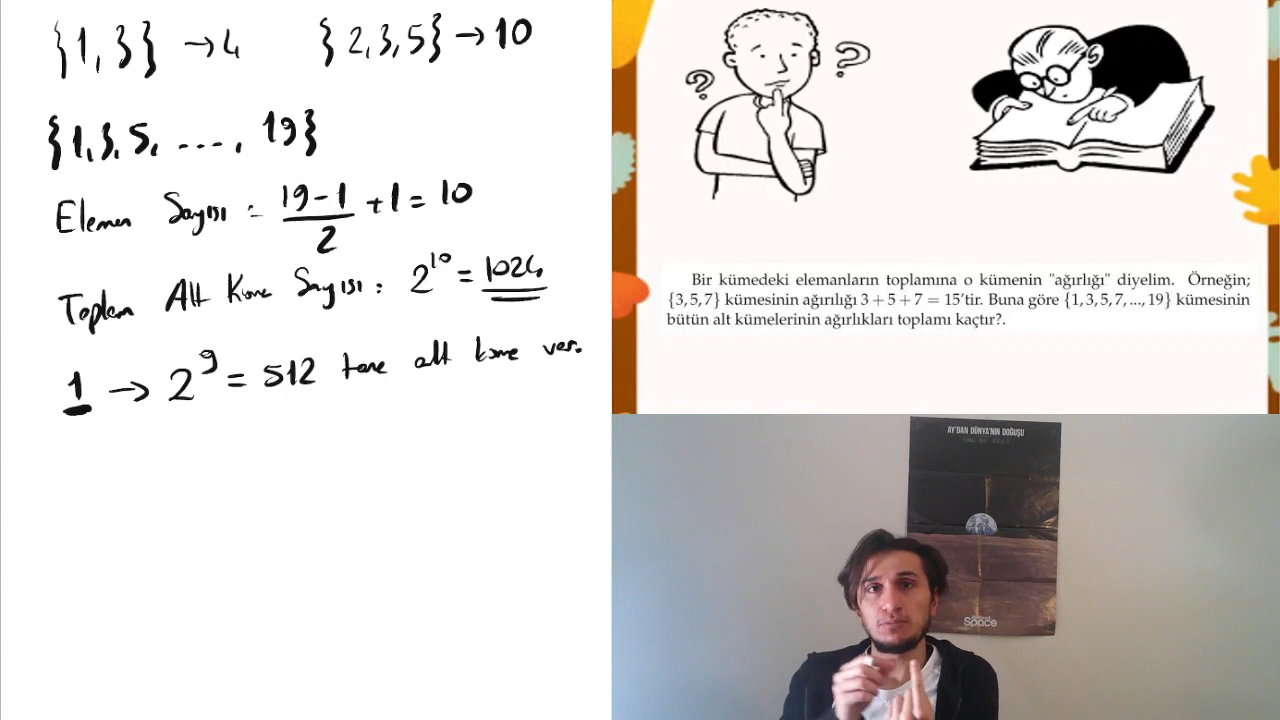 {1, 3} → 4 {2, 3, 5} → 10
{1, 3, 5, ...., 19}
Eleman Sayısı = 19-1/2 + 1 = 10
Toplam Alt Küme Sayısı : 2^10 = 1024
1 → 2^9 = 512 tane alt küme var.
? ?
Bir kümedeki elemanların toplamına o kümenin "ağırlığı" diyelim. Örneğin;
{3, 5, 7} kümesinin ağırılığı 3 + 5 + 7 = 15'tir. Buna göre {1, 3, 5, 7, ..., 19} kümesinin
bütün alt kümelerinin ağırlıkları toplamı kaçtır?.
AY'DAN DÜNYA'NIN DOĞUŞU
Space